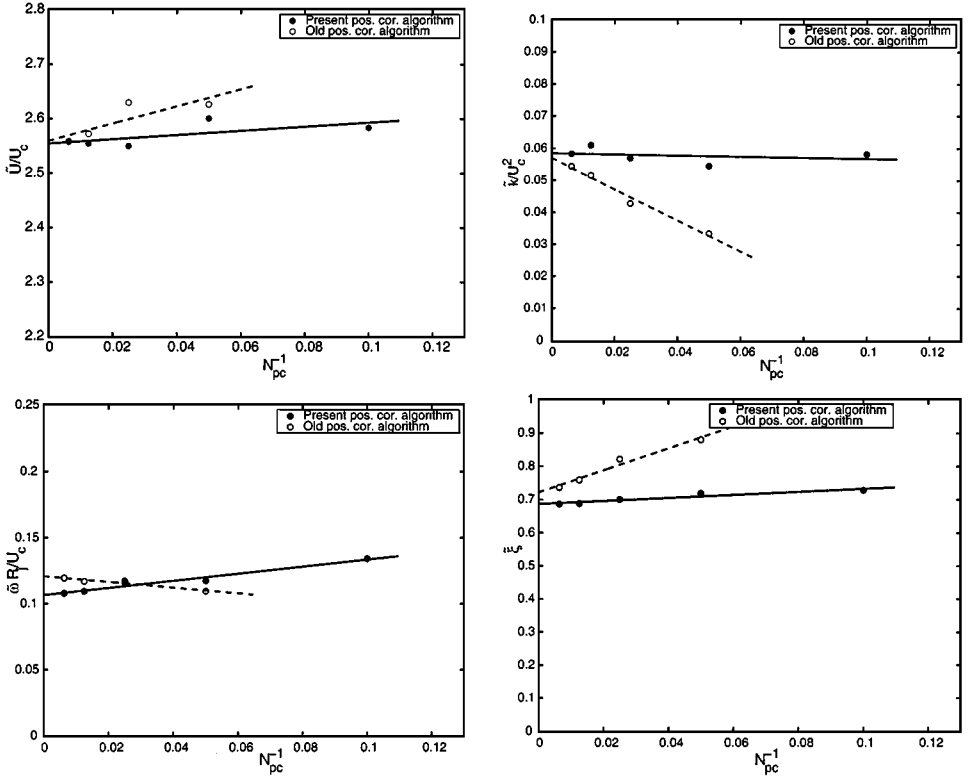 2.8
2.7
2.6
2.5
2.4
2.3
2.2
Ũ/U_c
Present pos. cor. algorithm
Old pos. cor. algorithm
0 0.02 0.04 0.06 0.08 0.1 0.12
N_pc^-1
0.1
0.09
0.08
0.07
0.06
0.05
0.04
0.03
0.02
0.01
0
k̃/U_c^2
Present pos. cor. algorithm
Old pos. cor. algorithm
0 0.02 0.04 0.06 0.08 0.1 0.12
N_pc^-1
0.25
0.2
0.15
0.1
0.05
0
ω̃ R_j/U_c
Present pos. cor. algorithm
Old pos. cor. algorithm
0 0.02 0.04 0.06 0.08 0.1 0.12
N_pc^-1
1
0.9
0.8
0.7
0.6
0.5
0.4
0.3
0.2
0.1
0
ξ̃
Present pos. cor. algorithm
Old pos. cor. algorithm
0 0.02 0.04 0.06 0.08 0.1 0.12
N_pc^-1